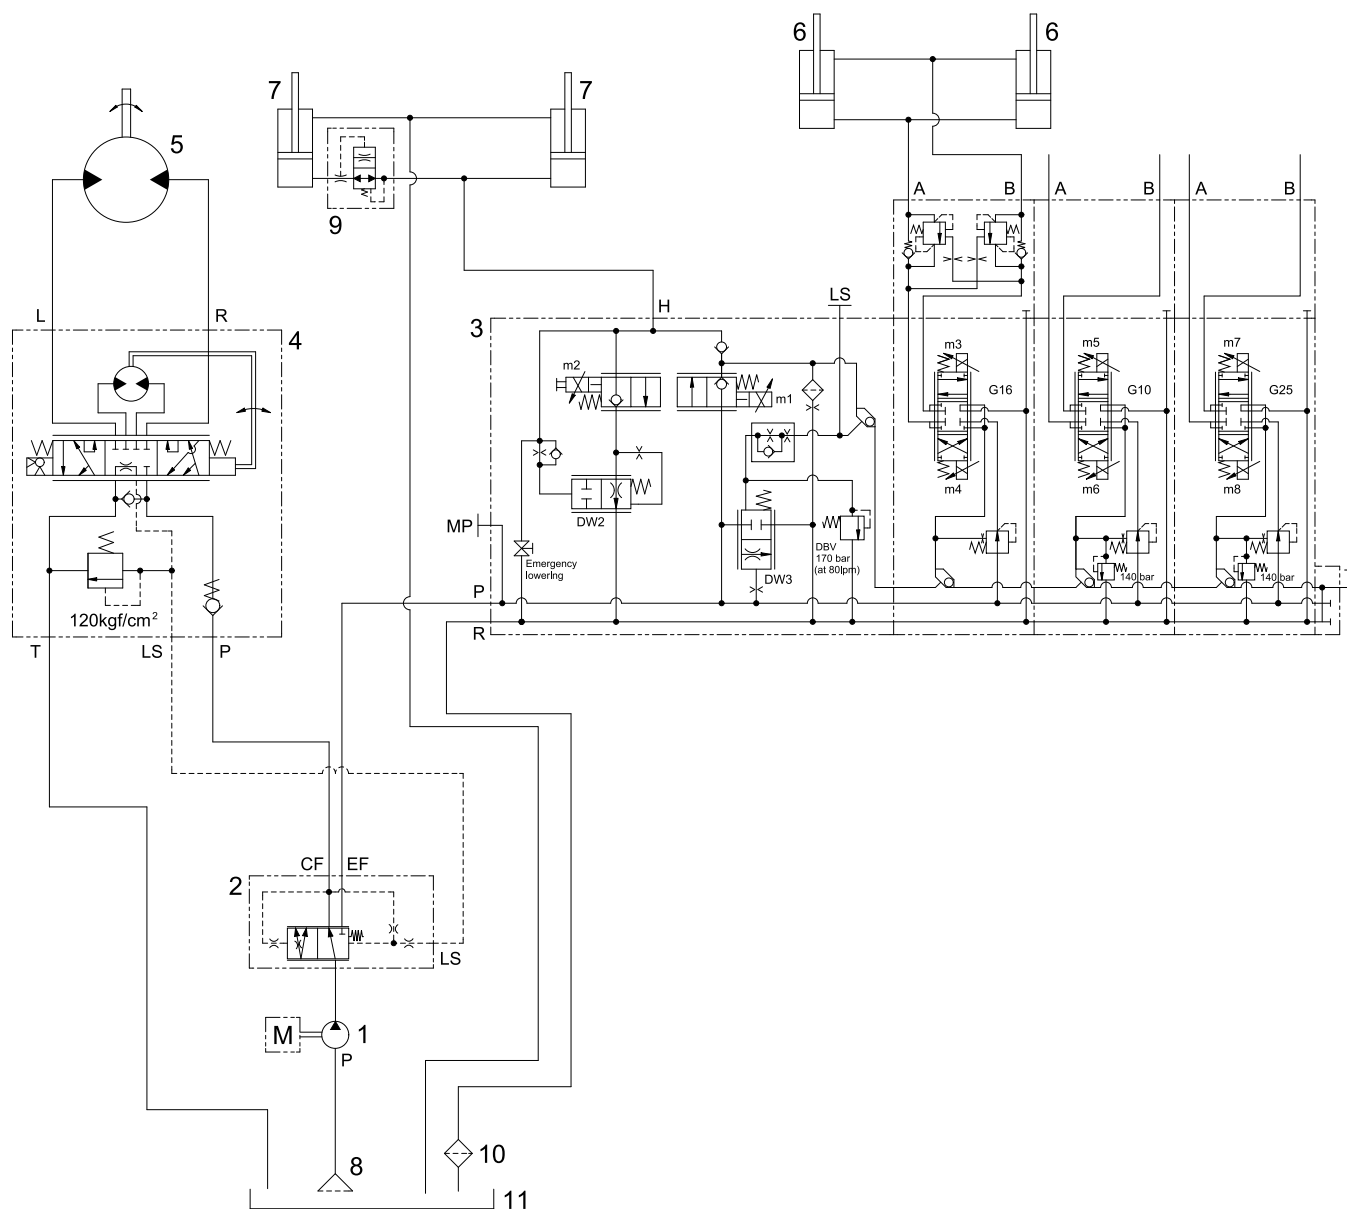 6
6
7
7
5
9
A
B
A
B
A
B
L
R
4
3
H
LS
m2
m1
m3
m5
m7
G16
G10
G25
m4
m6
m8
DW2
MP
Emergency
lowering
DBV
170 bar
(at 80lpm)
DW3
140 bar
140 bar
P
R
120kgf/cm²
T
LS
P
CF
EF
2
LS
M
1
P
8
10
11